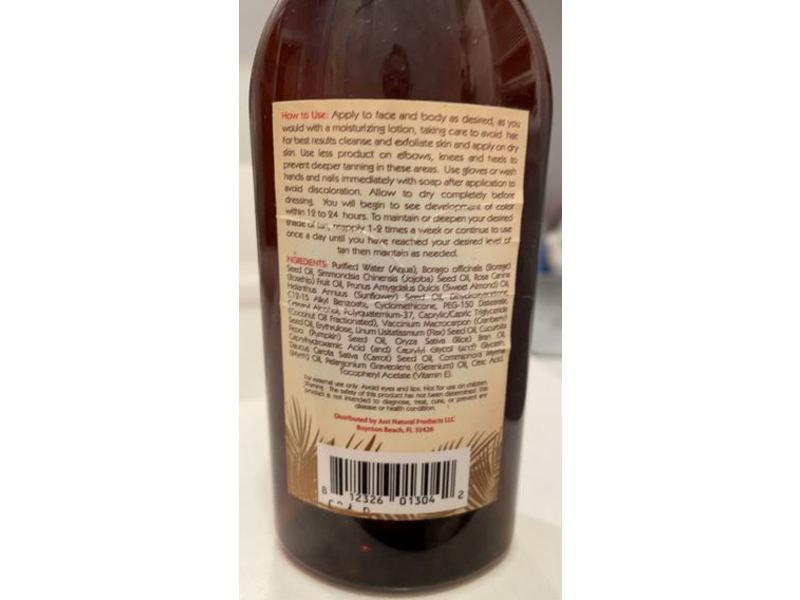 How to Use: Apply to face and body as desired, as you
would with a moisturizing lotion, taking care to avoid hair.
For best results cleanse and exfoliate skin and apply on dry
skin. Use less product on elbows, knees and heels to
prevent deeper tanning in these areas. Use gloves or wash
hands and nails immediately with soap after application to
avoid discoloration. Allow to dry completely before
dressing. You will begin to see development of color
within 12 to 24 hours. To maintain or deepen your desired
shade of tan, reapply 1-2 times a week or continue to use
once a day until you have reached your desired level of
tan then maintain as needed.
INGREDIENTS: Purified Water (Aqua), Borago officinalis (Borage)
Seed Oil, Simmondsia Chinensis (Jojoba) Seed Oil, Rosa Canina
(Rosehip) Fruit Oil, Prunus Amygdalus Dulcis (Sweet Almond) Oil,
Helianthus Annuus (Sunflower) Seed Oil, Dihydroxyacetone,
C12-15 Alkyl Benzoate, Cyclomethicone, PEG-150 Distearate,
Cetearyl Alcohol, Polyquaternium-37, Caprylic/Capric Triglyceride
(Coconut Oil Fractionated), Vaccinium Macrocarpon (Cranberry)
Seed Oil, Erythrulose, Linum Usitatissmum (Flax) Seed Oil, Cucurbita
Pepo (Pumpkin) Seed Oil, Oryza Sativa (Rice) Bran Oil,
Caprylhydroxamic Acid (and) Caprylyl Glycol (and) Glycerin,
Daucus Carota Sativa (Carrot) Seed Oil, Commiphora Myrrha
(Myrrh) Oil, Pelargonium Graveolens (Geranium) Oil, Citric Acid,
Tocopheryl Acetate (Vitamin E).
For external use only. Avoid eyes and lips. Not for use on children.
Warning - The safety of this product has not been determined. This
product is not intended to diagnose, treat, cure, or prevent any
disease or health condition.
Distributed by Just Natural Products LLC
Boynton Beach, FL 33426
8 12326 01304 2